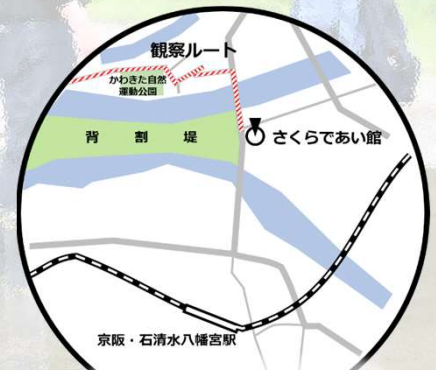 観察ルート
かわきた自然
運動公園
背割堤
さくらであい館
京阪・石清水八幡宮駅